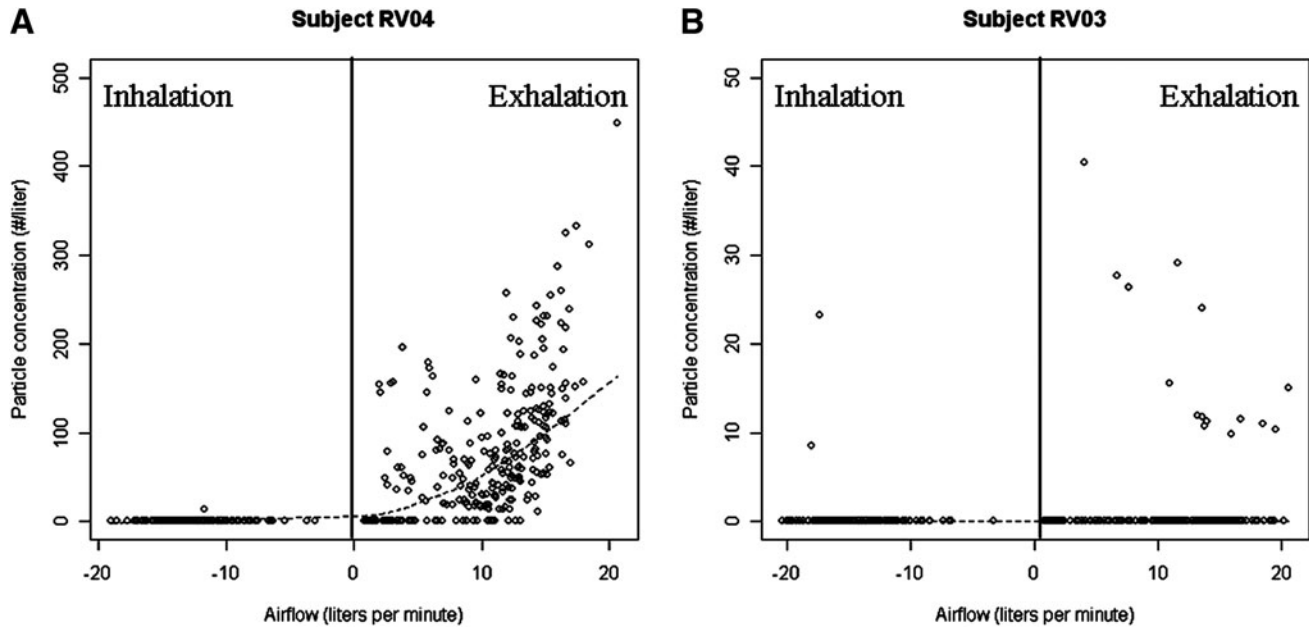 A
Subject RV04
Inhalation
Exhalation
500
400
300
200
100
0
Particle concentration (#/liter)
-20
-10
0
10
20
Airflow (liters per minute)
B
Subject RV03
Inhalation
Exhalation
50
40
30
20
10
0
Particle concentration (#/liter)
-20
-10
0
10
20
Airflow (liters per minute)